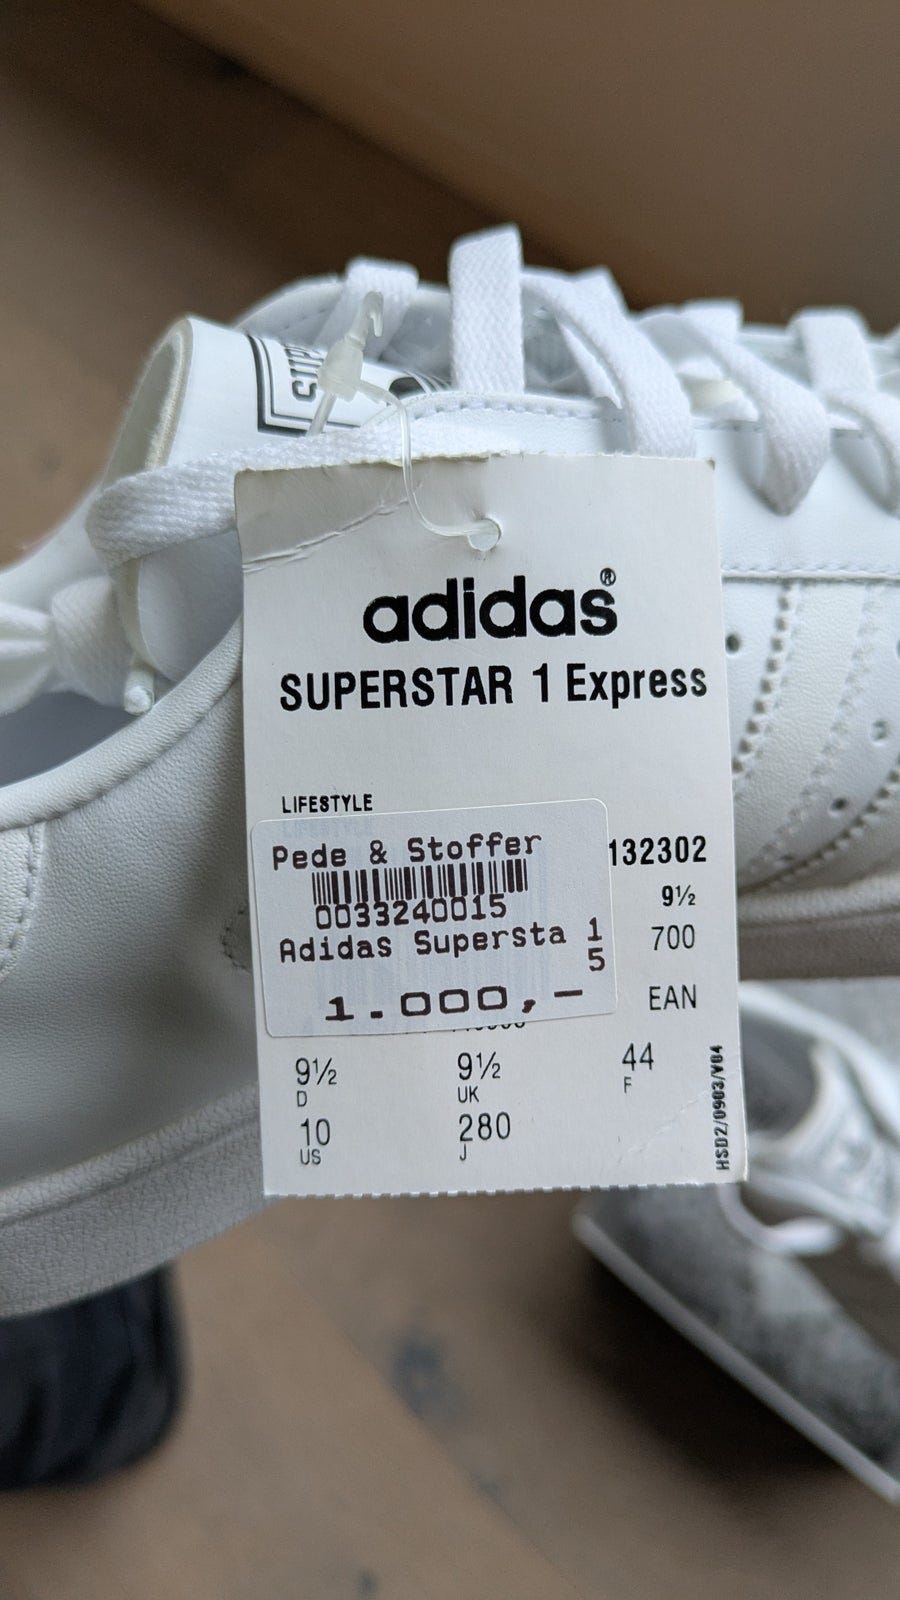 adidas®
SUPERSTAR 1 Express
LIFESTYLE
Pede & Stoffer
0033240015
Adidas Supersta 1
5
1.000,-
132302
9½
700
EAN
9½
D
9½
UK
44
F
10
US
280
J
HSD2/0903/V04